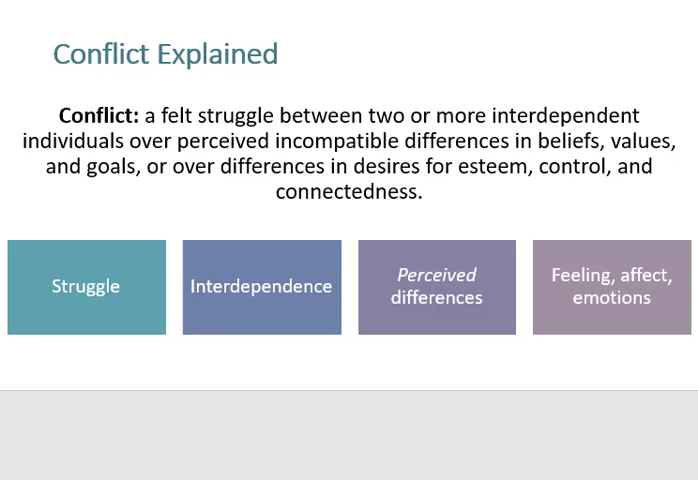 Conflict Explained
Conflict: a felt struggle between two or more interdependent
individuals over perceived incompatible differences in beliefs, values,
and goals, or over differences in desires for esteem, control, and
connectedness.
Struggle
Interdependence
Perceived
differences
Feeling, affect,
emotions